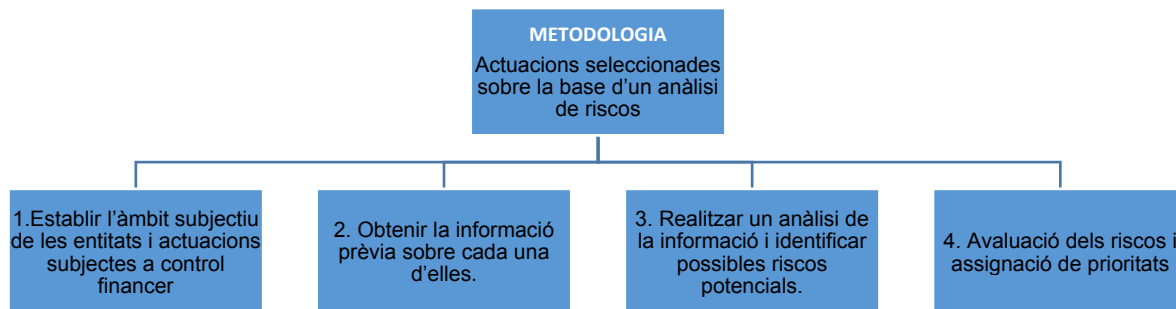 METODOLOGIA
Actuacions seleccionades
sobre la base d'un anàlisi
de riscos
1.Establir l'àmbit subjectiu
de les entitats i actuacions
subjectes a control
financer
2. Obtenir la informació
prèvia sobre cada una
d'elles.
3. Realitzar un anàlisi de
la informació i identificar
possibles riscos
potencials.
4. Avaluació dels riscos i
assignació de prioritats